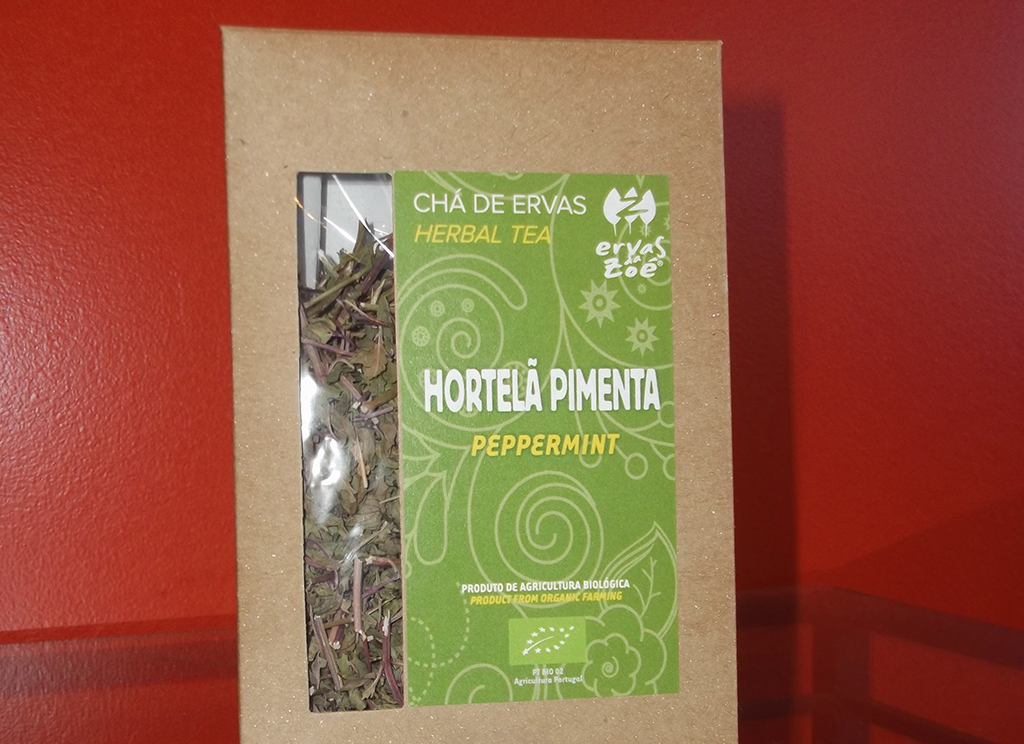 CHÁ DE ERVAS
HERBAL TEA
Z
ervas
da
Zoé®
HORTELÃ PIMENTA
PEPPERMINT
PRODUTO DE AGRICULTURA BIOLÓGICA
PRODUCT FROM ORGANIC FARMING
PT BIO 02
Agricultura Portugal